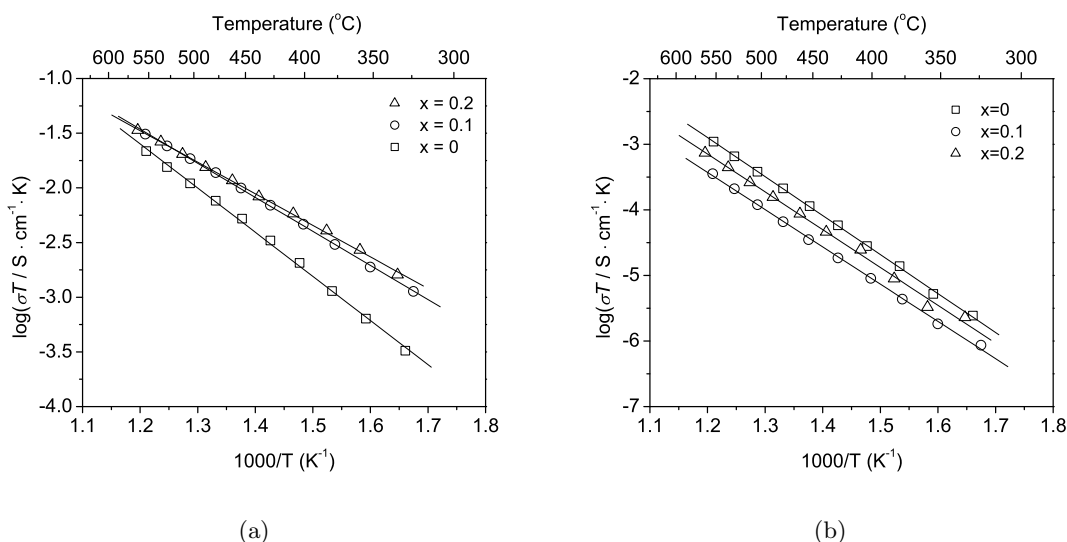 Temperature (°C)
600 550 500 450 400 350 300
-1.0
-1.5
-2.0
-2.5
-3.0
-3.5
-4.0
log(σT / S · cm⁻¹· K)
x = 0.2
x = 0.1
x = 0
1.1 1.2 1.3 1.4 1.5 1.6 1.7 1.8
1000/T (K⁻¹)
(a)
Temperature (°C)
600 550 500 450 400 350 300
-2
-3
-4
-5
-6
-7
log(σT / S · cm⁻¹· K)
x=0
x=0.1
x=0.2
1.1 1.2 1.3 1.4 1.5 1.6 1.7 1.8
1000/T (K⁻¹)
(b)